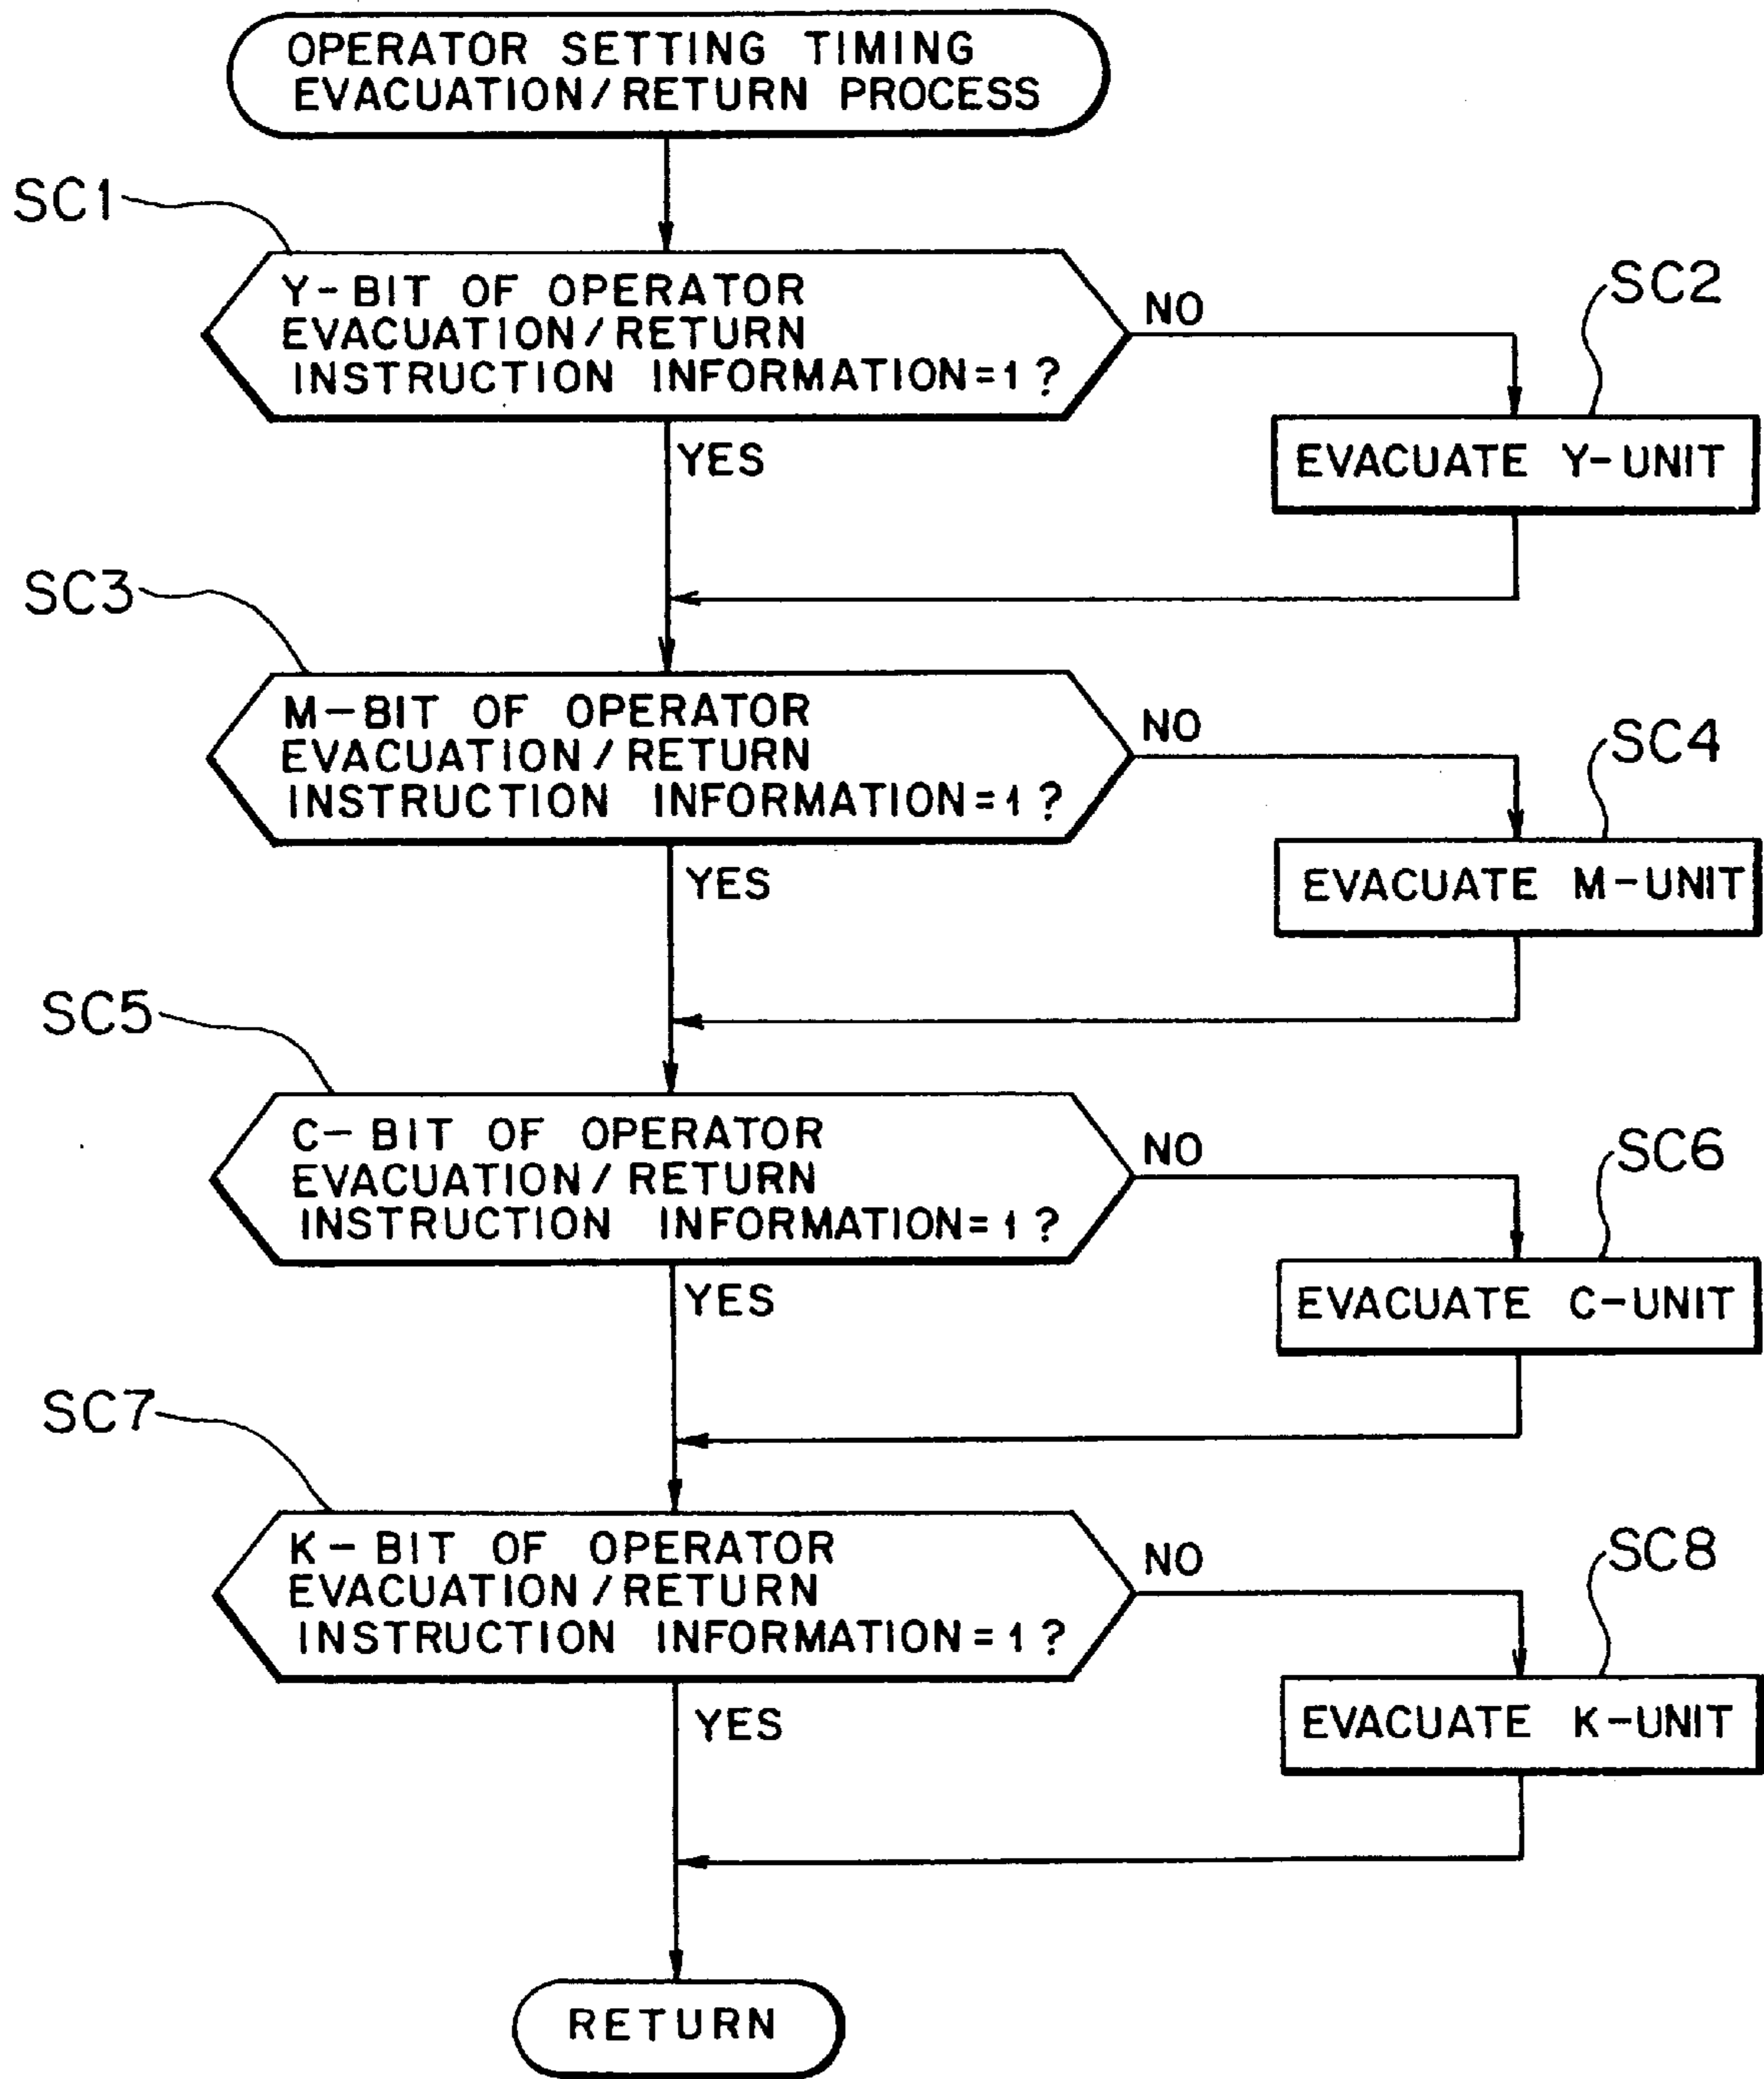 OPERATOR SETTING TIMING
EVACUATION/RETURN PROCESS
SC1
Y-BIT OF OPERATOR
EVACUATION/RETURN
INSTRUCTION INFORMATION=1?
NO
SC2
YES
EVACUATE Y-UNIT
SC3
M-BIT OF OPERATOR
EVACUATION/RETURN
INSTRUCTION INFORMATION=1?
NO
SC4
YES
EVACUATE M-UNIT
SC5
C-BIT OF OPERATOR
EVACUATION/RETURN
INSTRUCTION INFORMATION=1?
NO
SC6
YES
EVACUATE C-UNIT
SC7
K-BIT OF OPERATOR
EVACUATION/RETURN
INSTRUCTION INFORMATION=1?
NO
SC8
YES
EVACUATE K-UNIT
RETURN